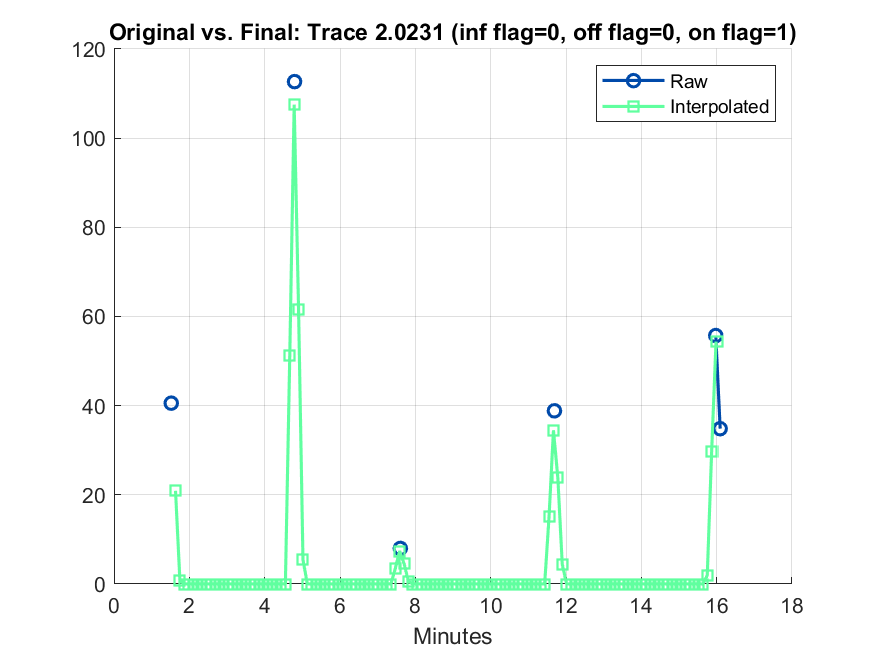 Original vs. Final: Trace 2.0231 (inf flag=0, off flag=0, on flag=1)
120
100
80
60
40
20
0
Raw
Interpolated
0 2 4 6 8 10 12 14 16 18
Minutes